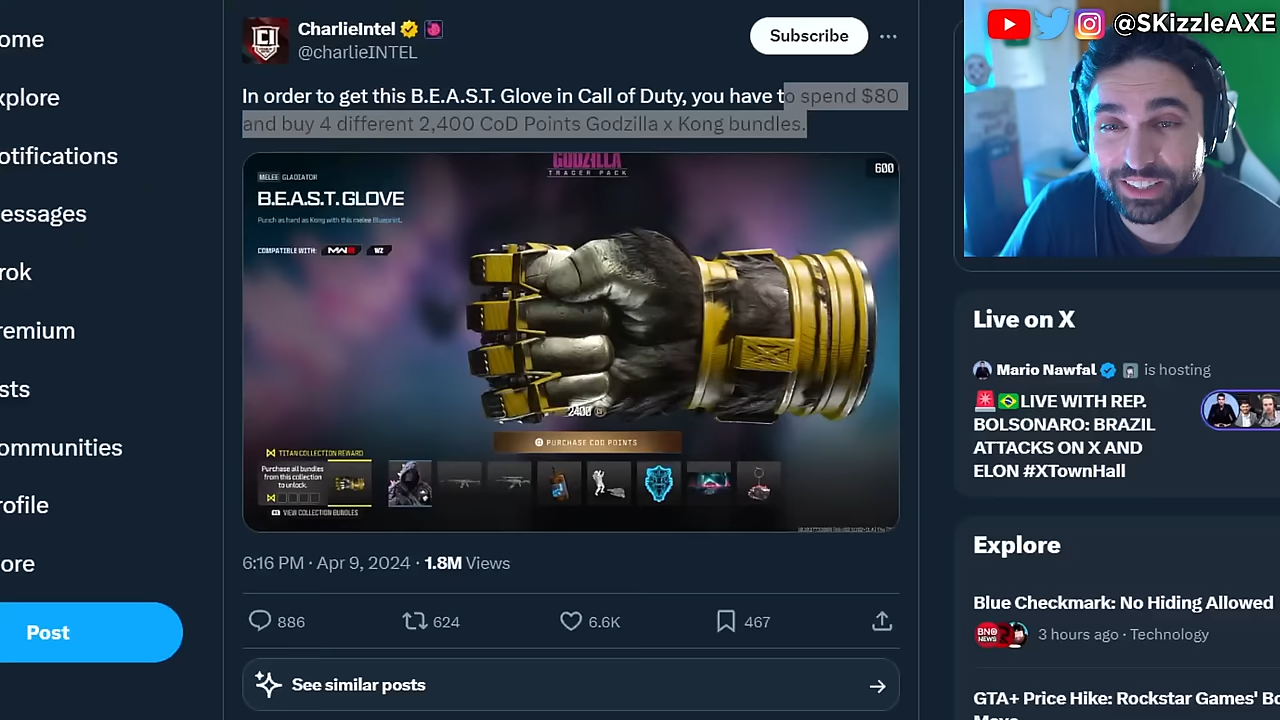 ome
xplore
otifications
essages
rok
remium
sts
ommunities
rofile
ore
Post
CharlieIntel
@charlieINTEL
Subscribe
In order to get this B.E.A.S.T. Glove in Call of Duty, you have to spend $80
and buy 4 different 2,400 CoD Points Godzilla x Kong bundles.
GODZILLA
TRACER PACK
600
MELEE GLADIATOR
B.E.A.S.T. GLOVE
Punch as hard as Kong with this melee Blueprint.
COMPATIBLE WITH: MWIII WZ
2400
PURCHASE COD POINTS
TITAN COLLECTION REWARD
Purchase all bundles
from this collection
to unlock.
VIEW COLLECTION BUNDLES
6:16 PM · Apr 9, 2024 · 1.8M Views
886
624
6.6K
467
See similar posts
@SKizzleAXE
Live on X
Mario Nawfal is hosting
LIVE WITH REP.
BOLSONARO: BRAZIL
ATTACKS ON X AND
ELON #XTownHall
Explore
Blue Checkmark: No Hiding Allowed
BNO
NEWS
3 hours ago · Technology
GTA+ Price Hike: Rockstar Games' Bo